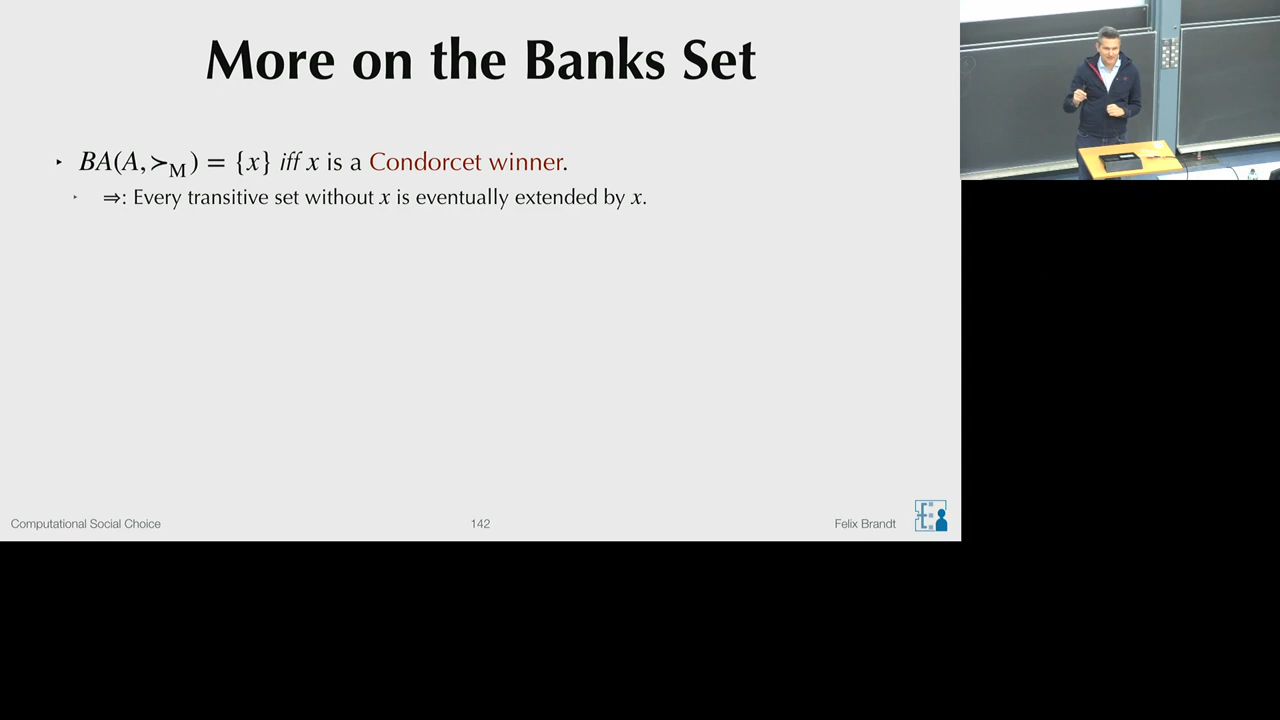 More on the Banks Set
‣ BA(A, ≻M) = {x} iff x is a Condorcet winner.
‣ ⇒: Every transitive set without x is eventually extended by x.
Computational Social Choice
142
Felix Brandt